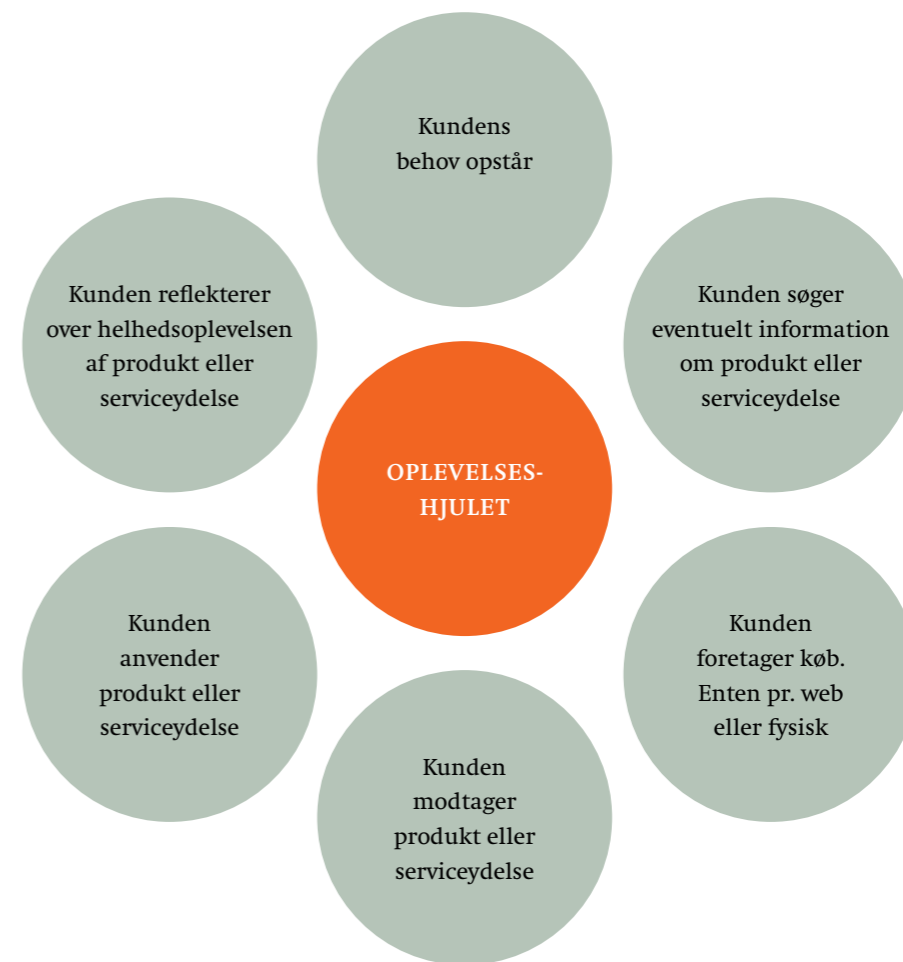 Kundens
behov opstår
Kunden søger
eventuelt information
om produkt eller
serviceydelse
Kunden
foretager køb.
Enten pr. web
eller fysisk
Kunden
modtager
produkt eller
serviceydelse
Kunden
anvender
produkt eller
serviceydelse
Kunden reflekterer
over helhedsoplevelsen
af produkt eller
serviceydelse
OPLEVELSES-
HJULET